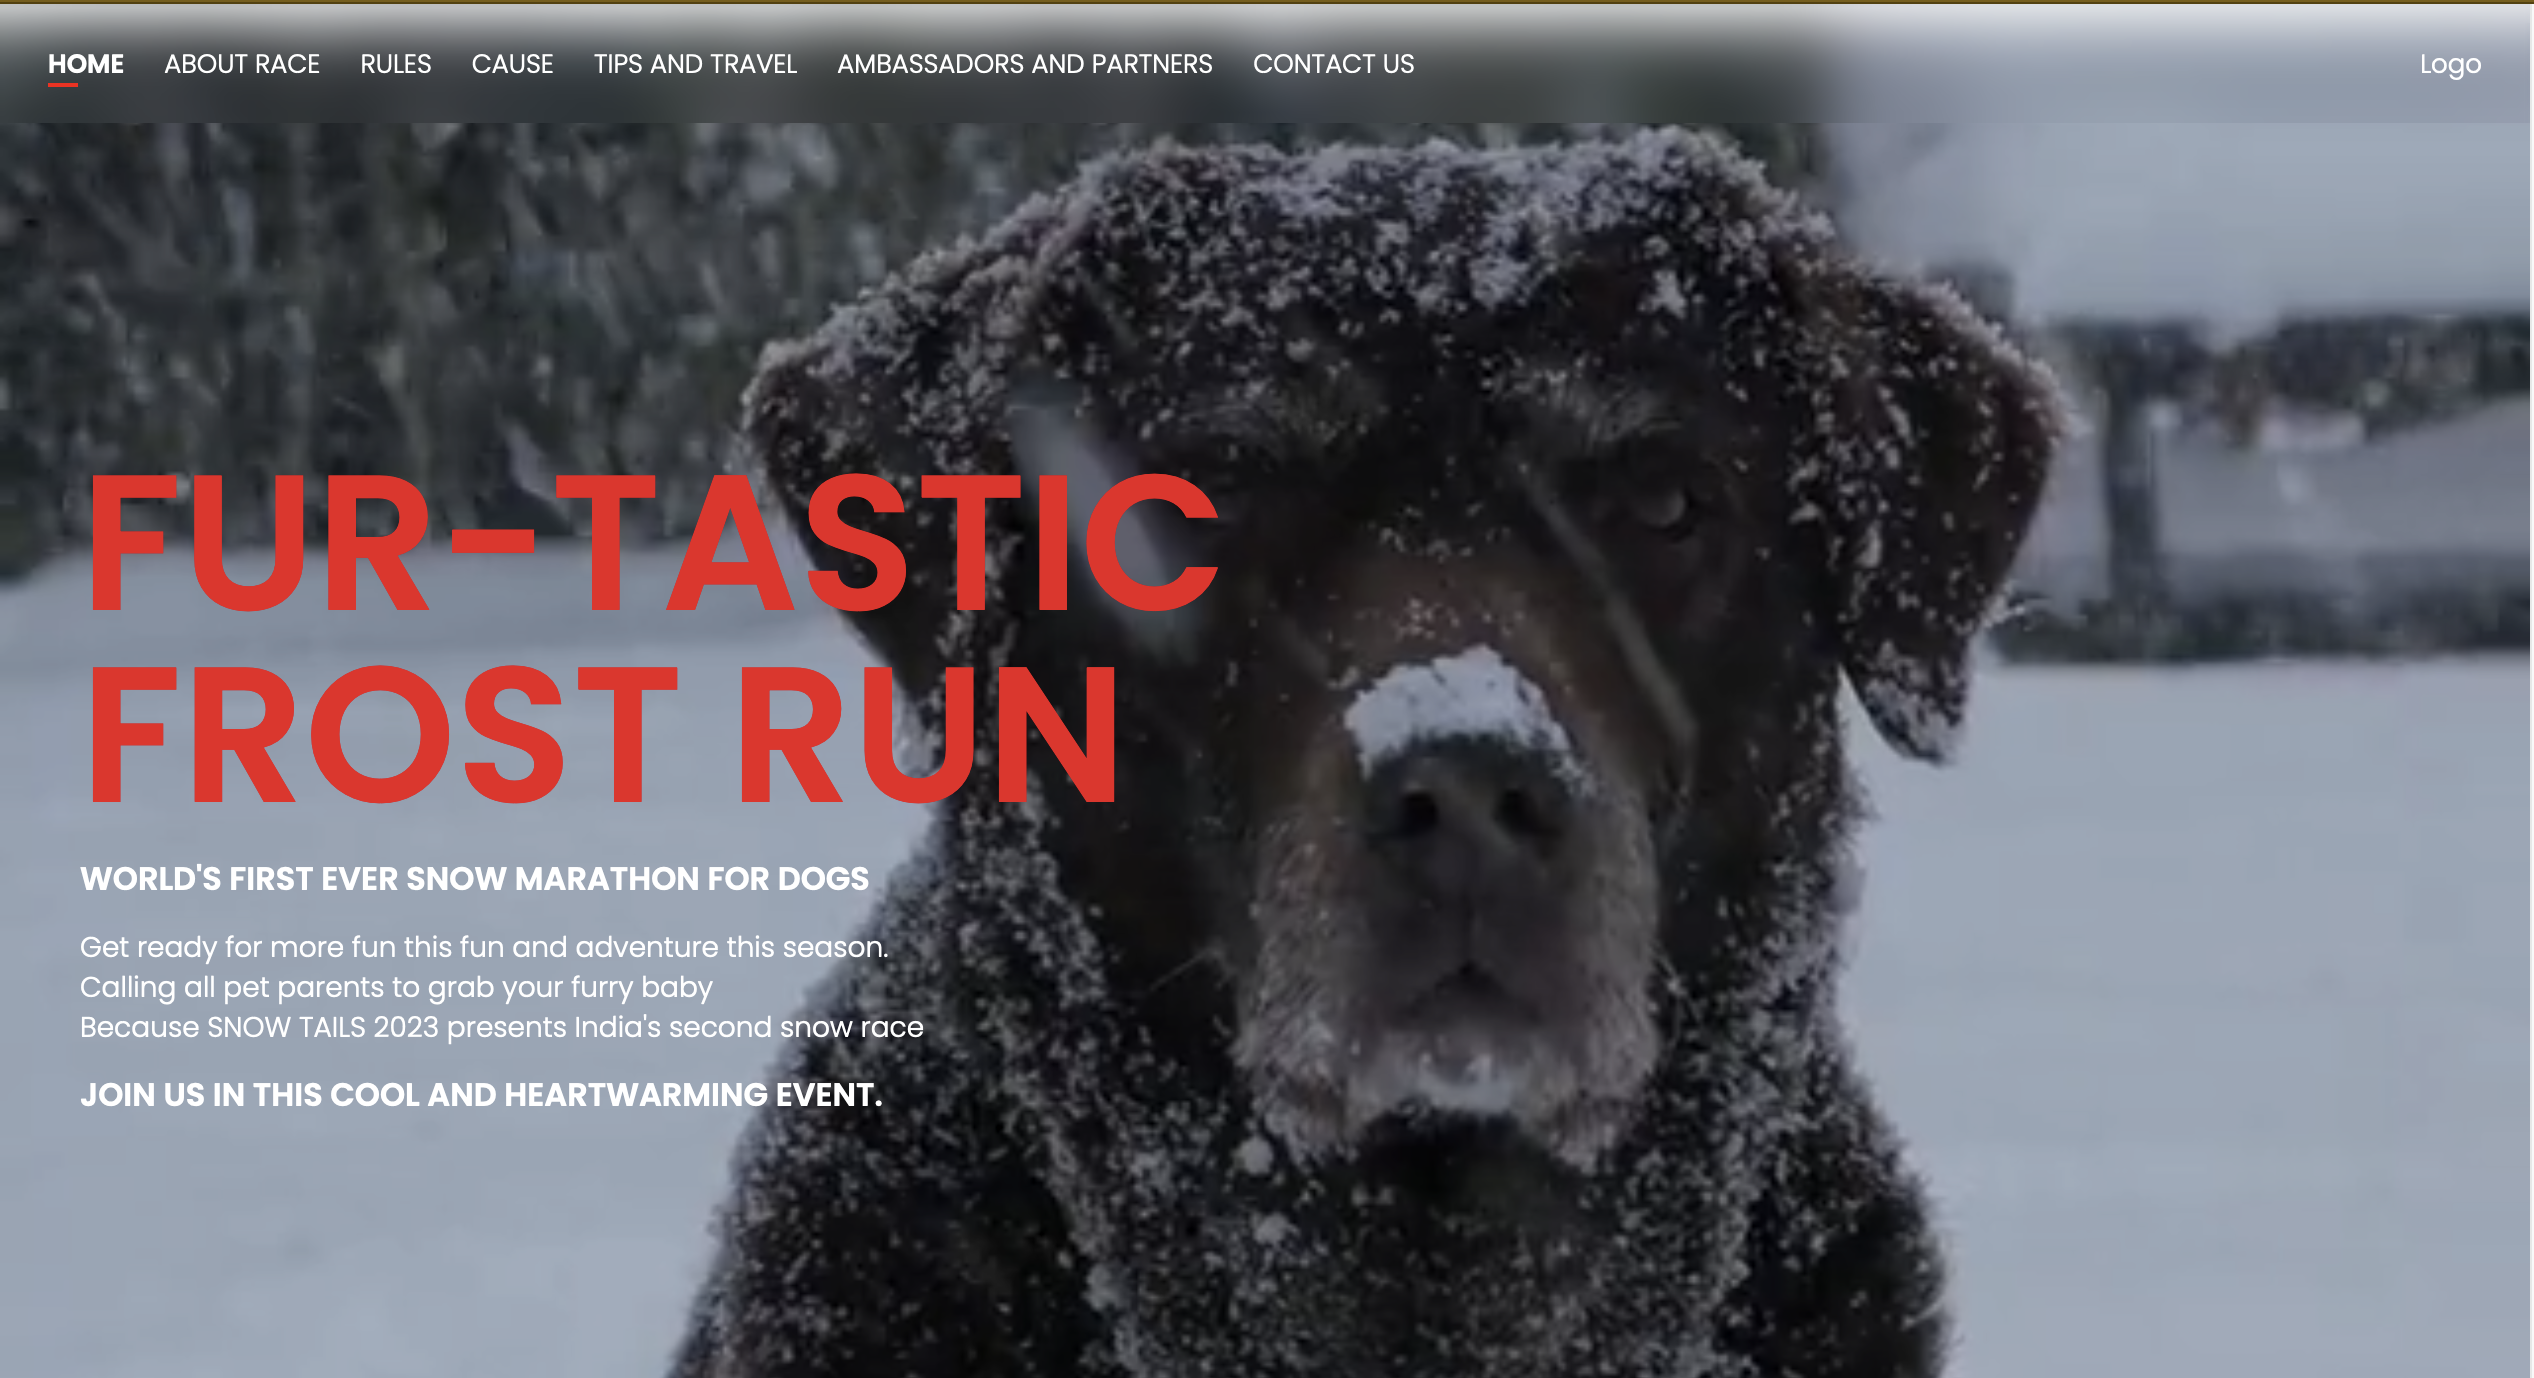 HOME ABOUT RACE RULES CAUSE TIPS AND TRAVEL AMBASSADORS AND PARTNERS CONTACT US Logo
FUR-TASTIC
FROST RUN
WORLD'S FIRST EVER SNOW MARATHON FOR DOGS
Get ready for more fun this fun and adventure this season.
Calling all pet parents to grab your furry baby
Because SNOW TAILS 2023 presents India's second snow race
JOIN US IN THIS COOL AND HEARTWARMING EVENT.